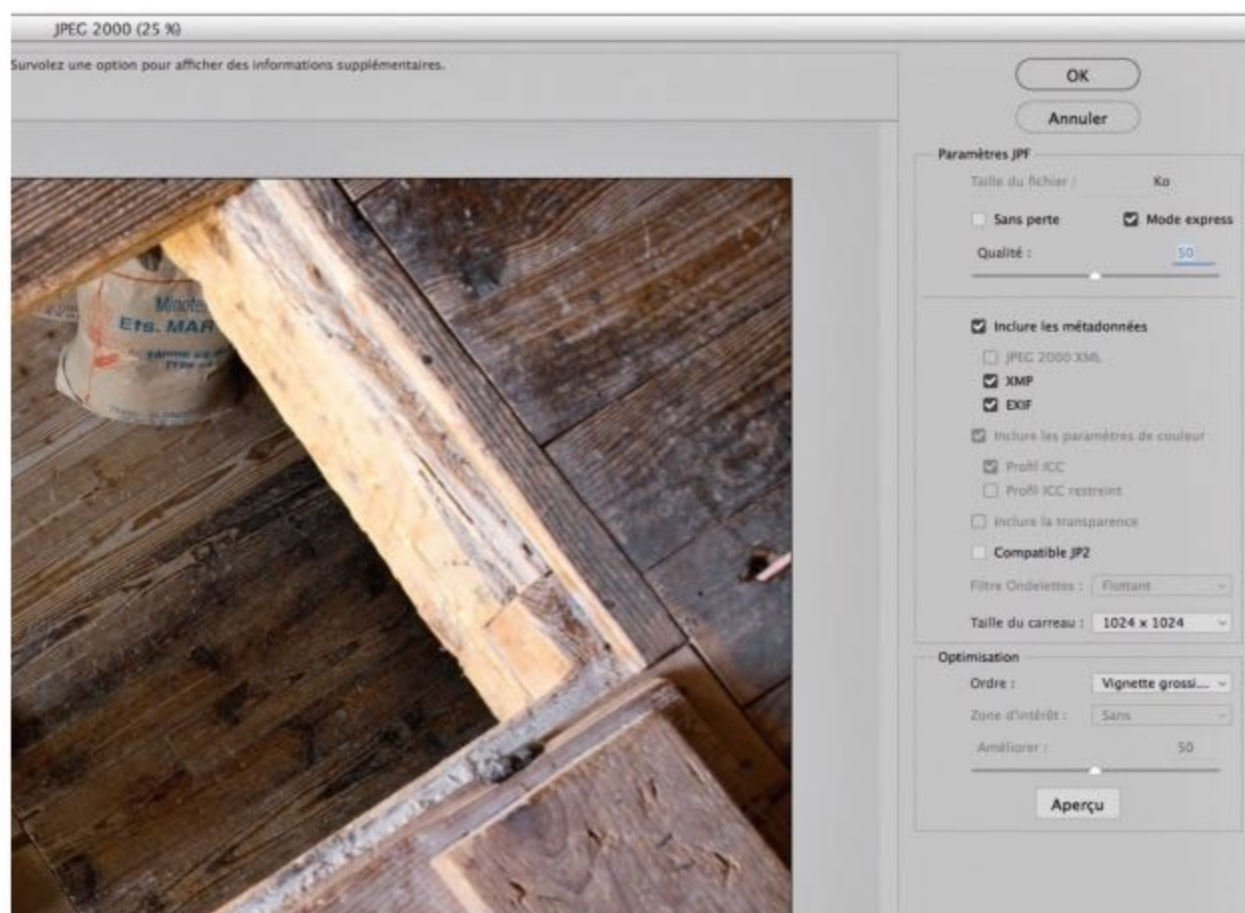 JPEG 2000 (25 %)
Survolez une option pour afficher des informations supplémentaires.
OK
Annuler
Paramètres JPF
Taille du fichier : Ko
Sans perte Mode express
Qualité : 50
Inclure les métadonnées
JPEG 2000 XML
XMP
EXIF
Inclure les paramètres de couleur
Profil ICC
Profil ICC restreint
Inclure la transparence
Compatible JP2
Filtre Ondelettes : Flottant
Taille du carreau : 1024 x 1024
Optimisation
Ordre : Vignette grossi...
Zone d'intérêt : Sans
Améliorer : 50
Aperçu
Minote
Ets. MAR